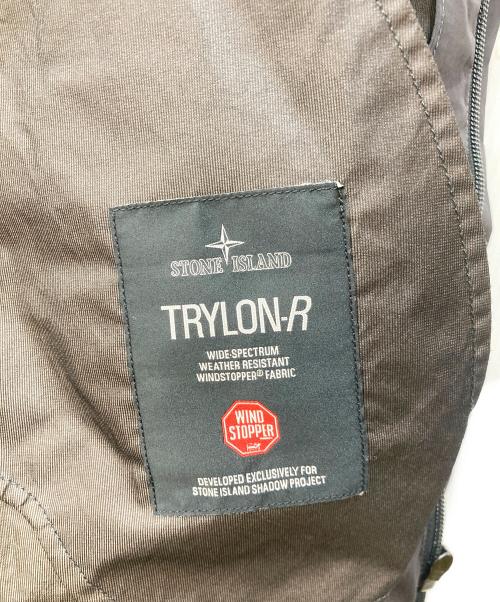 STONE ISLAND
TRYLON-R
WIDE-SPECTRUM
WEATHER RESISTANT
WINDSTOPPER® FABRIC
WIND
STOPPER
DEVELOPED EXCLUSIVELY FOR
STONE ISLAND SHADOW PROJECT